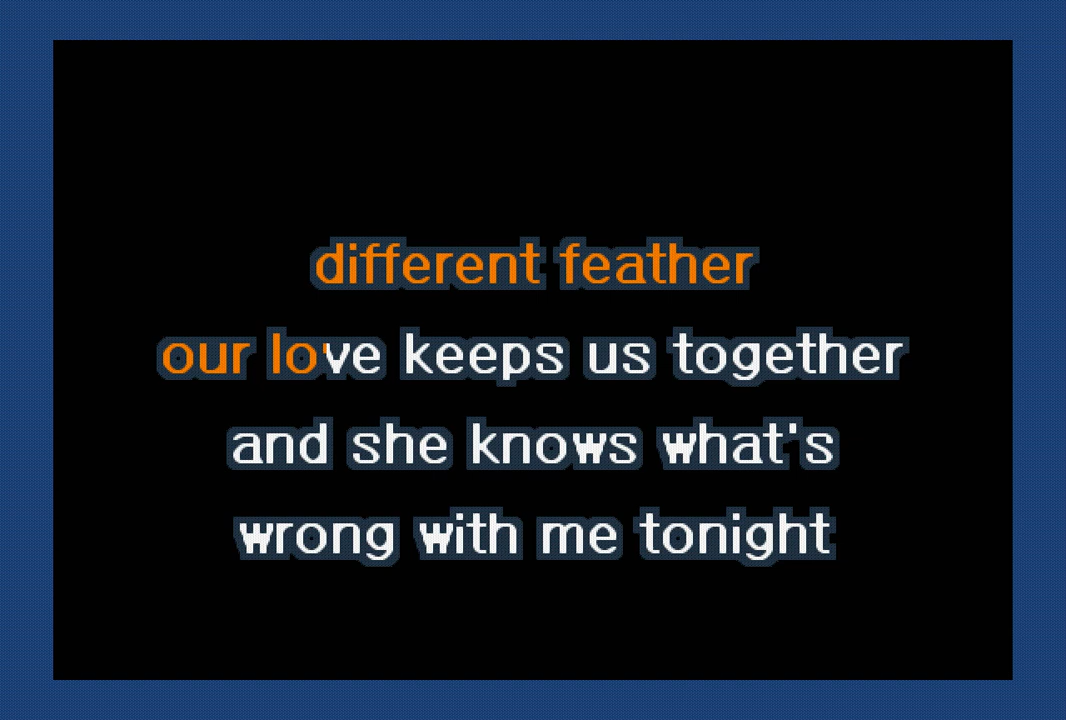 different feather
our love keeps us together
and she knows what's
wrong with me tonight